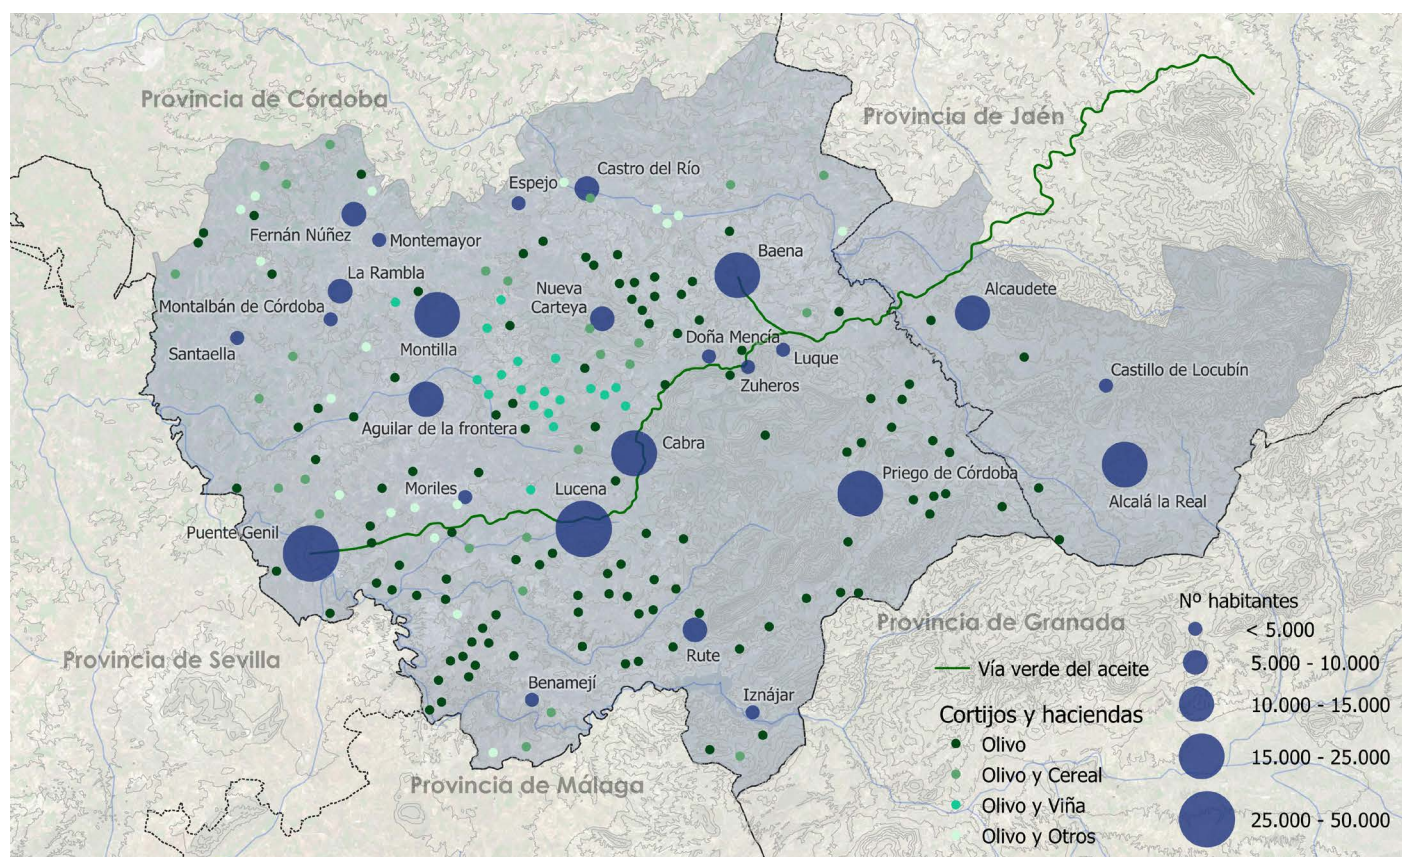 Provincia de Córdoba
Provincia de Jaén
Castro del Río
Espejo
Fernán Núñez
Montemayor
Baena
La Rambla
Nueva
Carteya
Alcaudete
Montalbán de Córdoba
Santaella
Montilla
Doña Mencía
Luque
Zuheros
Castillo de Locubín
Aguilar de la frontera
Cabra
Priego de Córdoba
Moriles
Lucena
Alcalá la Real
Puente Genil
Provincia de Sevilla
Rute
Benamejí
Iznájar
Provincia de Málaga
Provincia de Granada
Vía verde del aceite
Cortijos y haciendas
Olivo
Olivo y Cereal
Olivo y Viña
Olivo y Otros
Nº habitantes
< 5.000
5.000 - 10.000
10.000 - 15.000
15.000 - 25.000
25.000 - 50.000